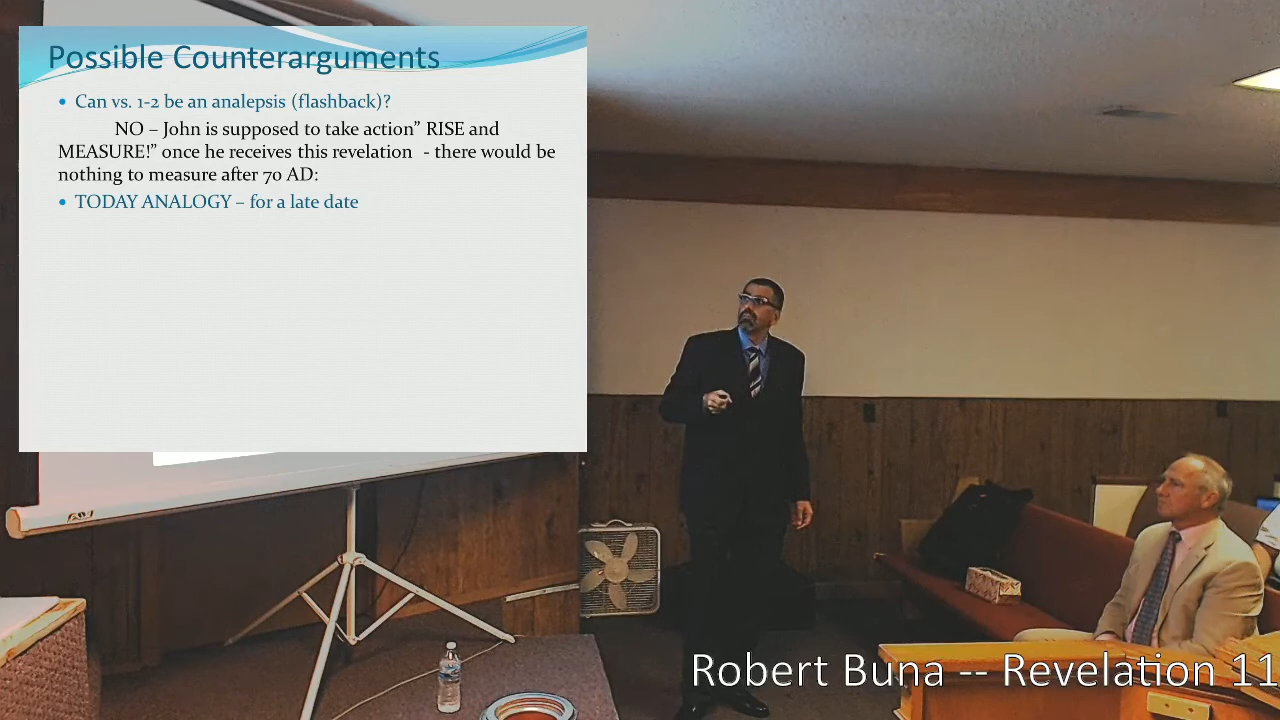 Possible Counterarguments
• Can vs. 1-2 be an analepsis (flashback)?
NO – John is supposed to take action” RISE and
MEASURE!” once he receives this revelation - there would be
nothing to measure after 70 AD:
• TODAY ANALOGY – for a late date
Robert Buna -- Revelation 11